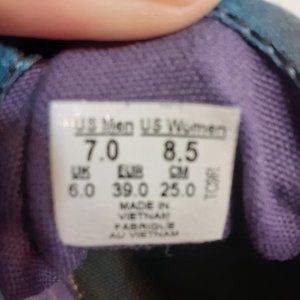 US Men US Women
7.0 8.5
UK EUR CM
6.0 39.0 25.0
MADE IN
VIETNAM
FABRIQUE
AU VIETNAM